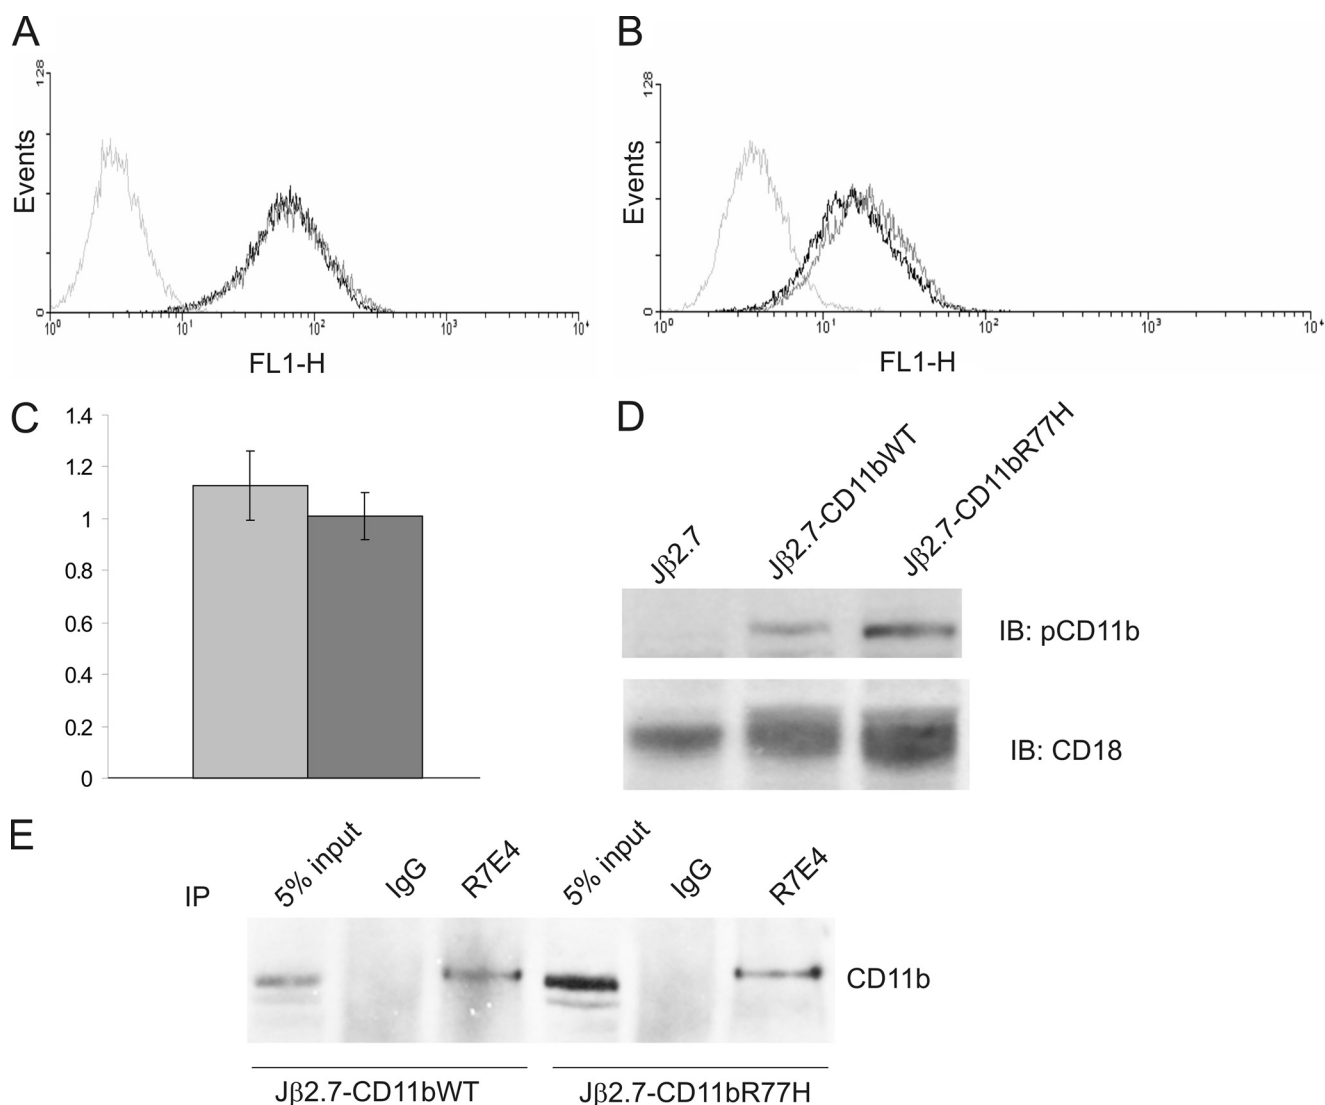 A
128
Events
0
10⁰ 10¹ 10² 10³ 10⁴
FL1-H
B
128
Events
0
10⁰ 10¹ 10² 10³ 10⁴
FL1-H
C
1.4
1.2
1
0.8
0.6
0.4
0.2
0
D
Jβ2.7
Jβ2.7-CD11bWT
Jβ2.7-CD11bR77H
IB: pCD11b
IB: CD18
E
IP 5% input IgG R7E4 5% input IgG R7E4
CD11b
Jβ2.7-CD11bWT Jβ2.7-CD11bR77H